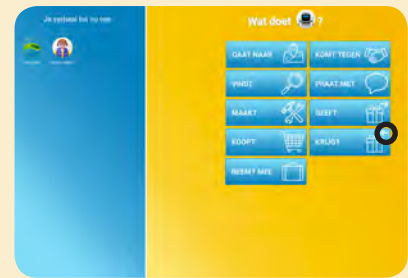 Je verhaal tot nu toe:
Wat doet ?
GAAT NAAR
KOMT TEGEN
VINDT
PRAAT MET
MAAKT
GEEFT
KOOPT
KRIJGT
NEEMT MEE